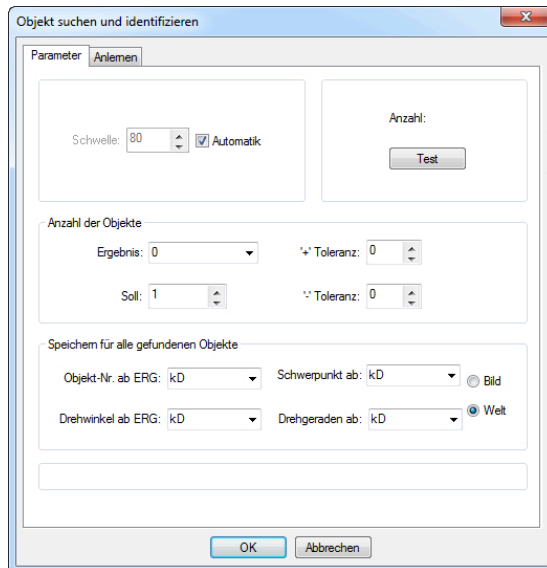 Objekt suchen und identifizieren
Parameter Anlernen
Schwelle: 80 Automatik
Anzahl:
Test
Anzahl der Objekte
Ergebnis: 0 '+' Toleranz: 0
Soll: 1 '-' Toleranz: 0
Speichern für alle gefundenen Objekte
Objekt-Nr. ab ERG: kD Schwerpunkt ab: kD Bild
Drehwinkel ab ERG: kD Drehgeraden ab: kD Welt
OK Abbrechen